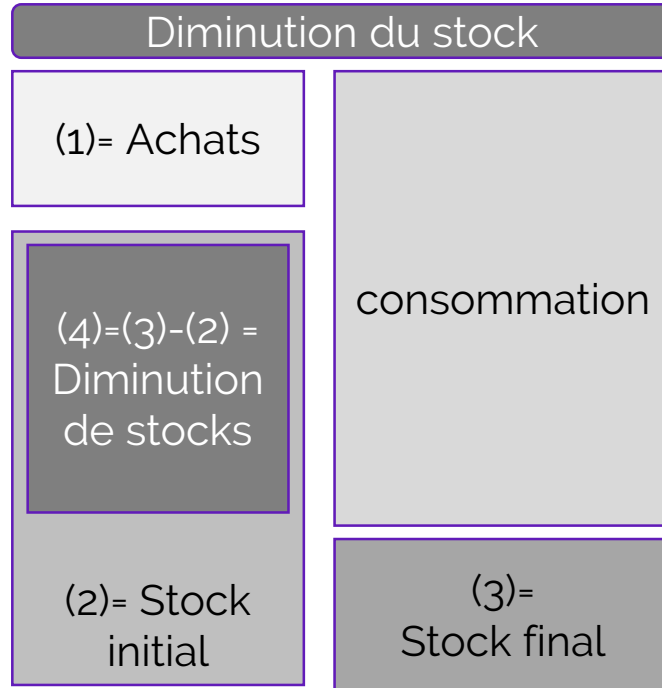 Diminution du stock
(1)= Achats
(4)=(3)-(2) =
Diminution
de stocks
(2)= Stock
initial
consommation
(3)=
Stock final